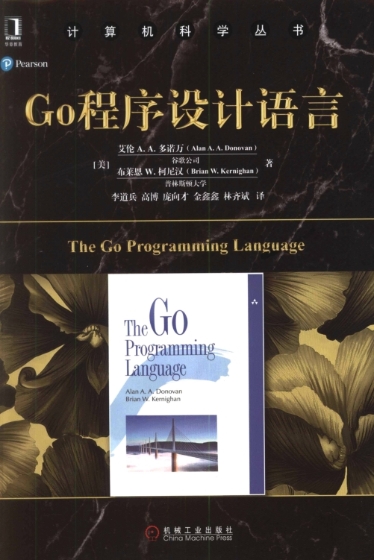 计算机科学丛书
华章教育
Pearson
Go程序设计语言
艾伦 A. A. 多诺万（Alan A. A. Donovan）
谷歌公司
[美] 著
布莱恩 W. 柯尼汉（Brian W. Kernighan）
普林斯顿大学
李道兵 高博 庞向才 金鑫鑫 林齐斌 译
The Go Programming Language
The Go
Programming
Language
Alan A. A. Donovan
Brian W. Kernighan
机械工业出版社
China Machine Press